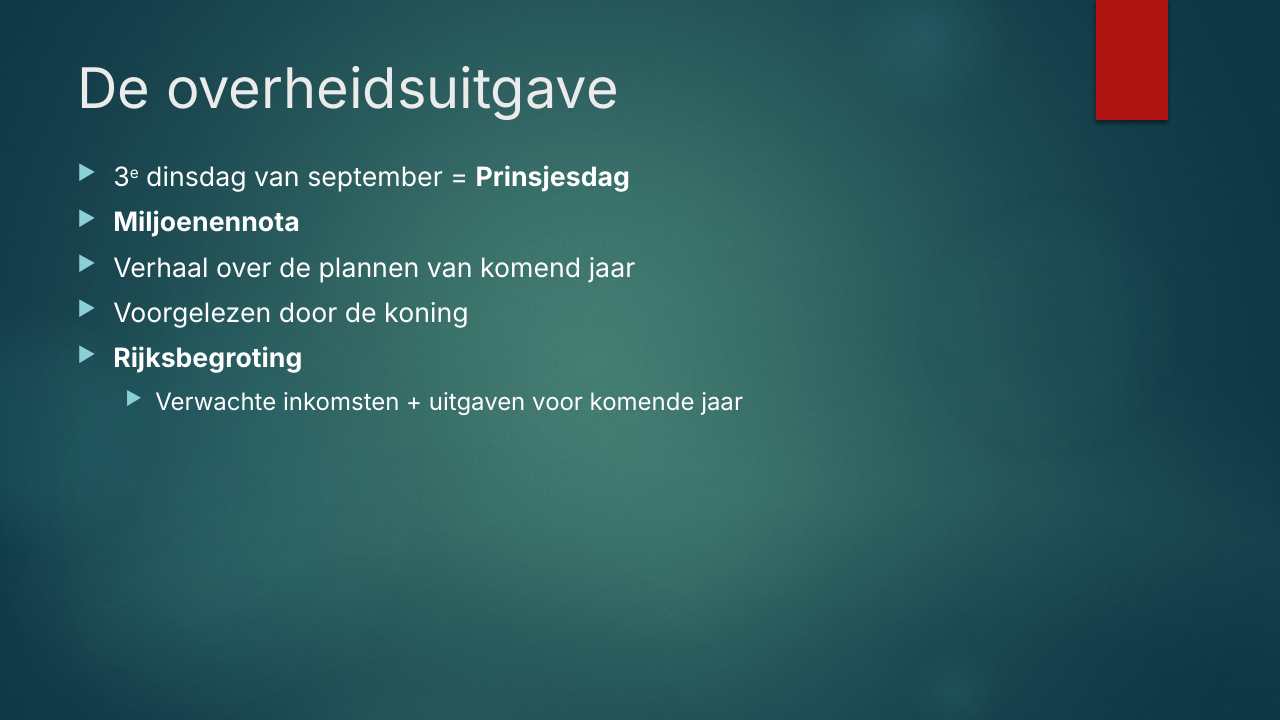 De overheidsuitgave
3e dinsdag van september = Prinsjesdag
Miljoenennota
Verhaal over de plannen van komend jaar
Voorgelezen door de koning
Rijksbegroting
Verwachte inkomsten + uitgaven voor komende jaar